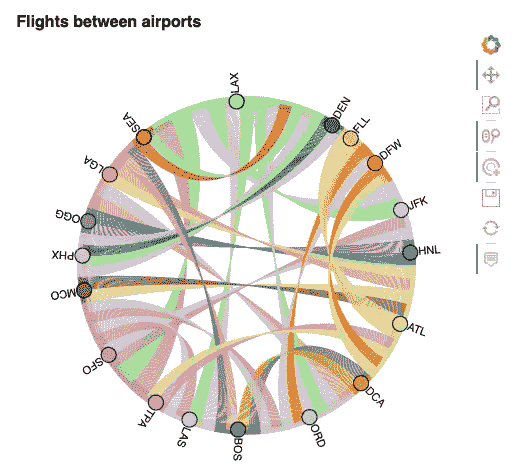 Flights between airports
LAX
DEN
FLL
DFW
JFK
HNL
ATL
DCA
ORD
BOS
LAS
TPA
SFO
MCO
PHX
OGG
LGA
SEA